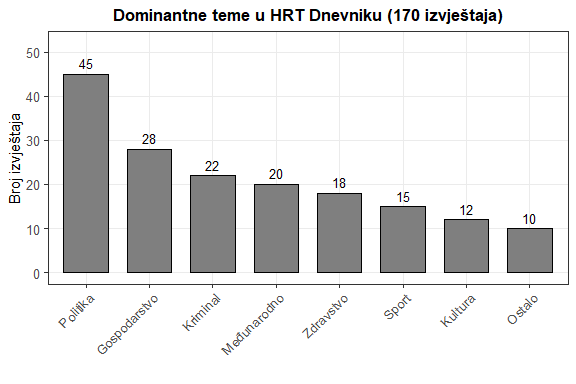 Dominantne teme u HRT Dnevniku (170 izvještaja)
Broj izvještaja
50
40
30
20
10
0
45
28
22
20
18
15
12
10
Politika
Gospodarstvo
Kriminal
Međunarodno
Zdravstvo
Sport
Kultura
Ostalo